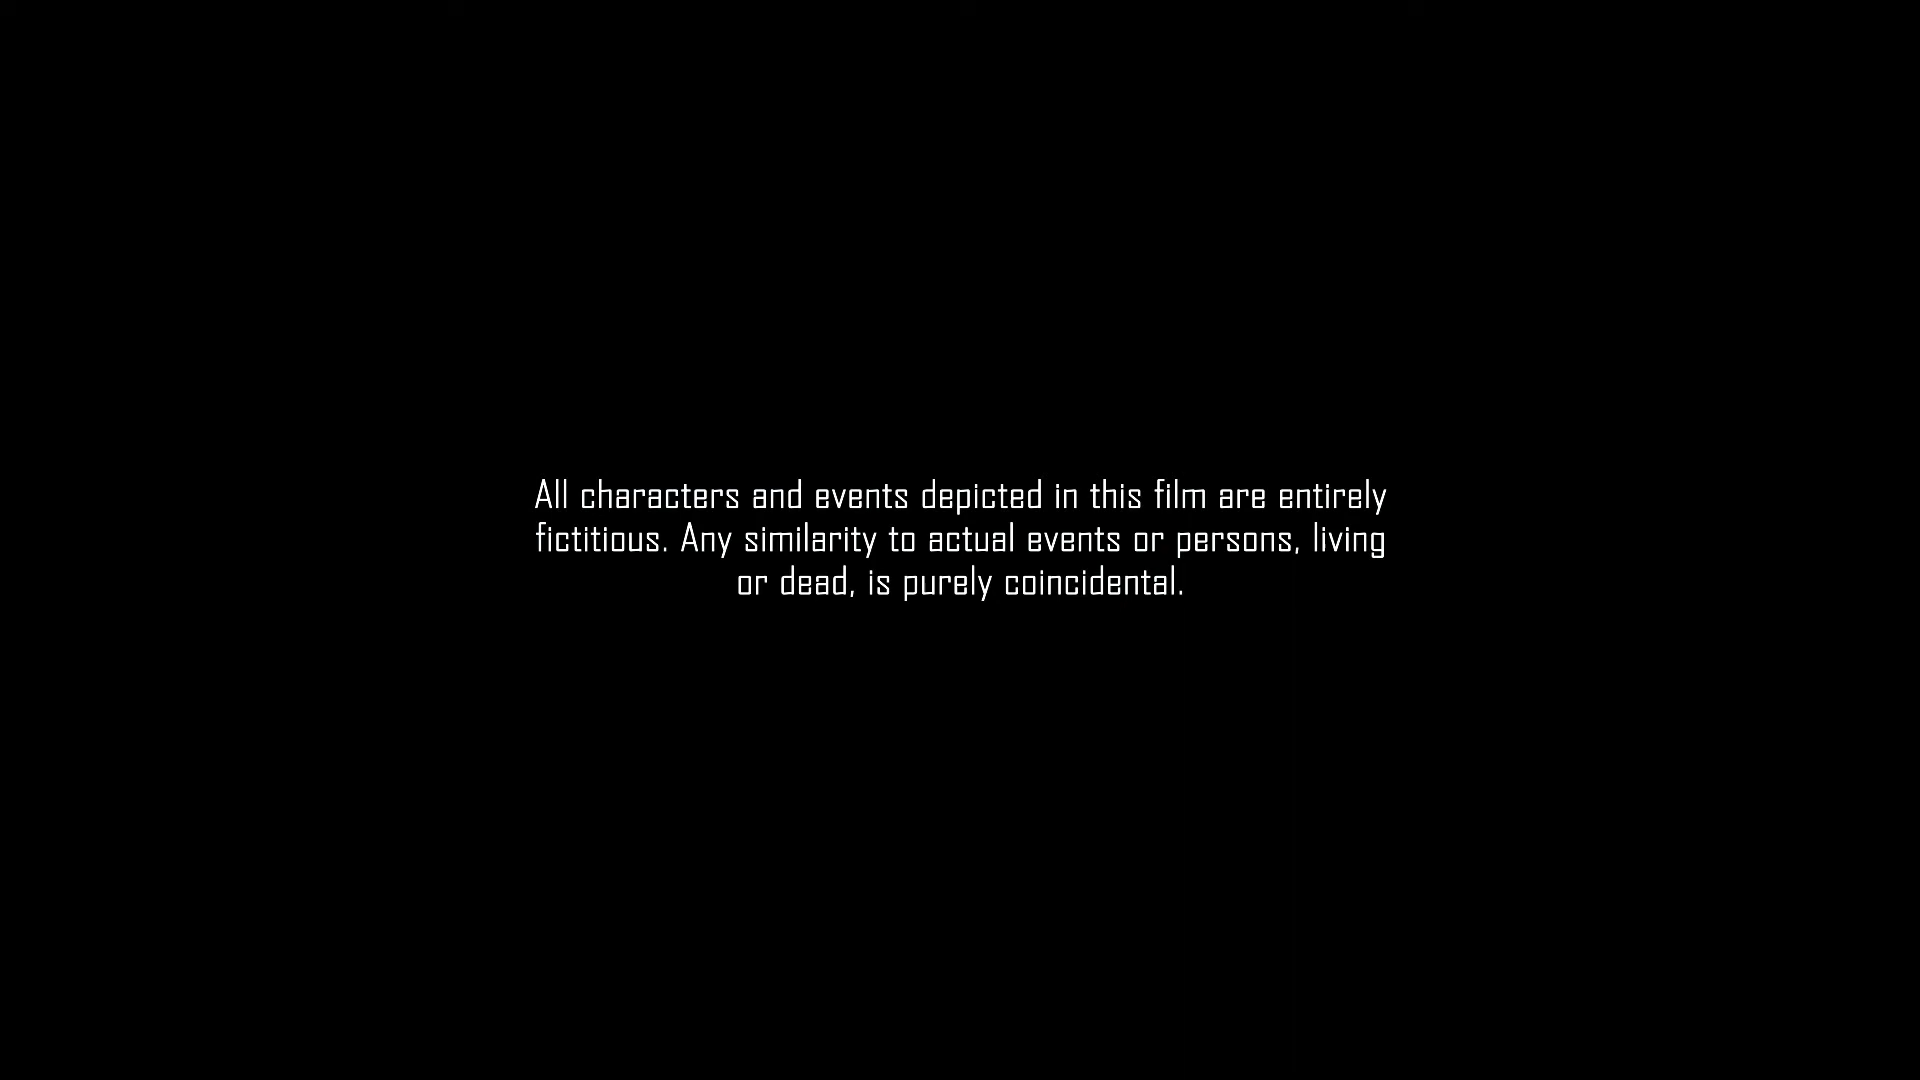 All characters and events depicted in this film are entirely
fictitious. Any similarity to actual events or persons, living
or dead, is purely coincidental.